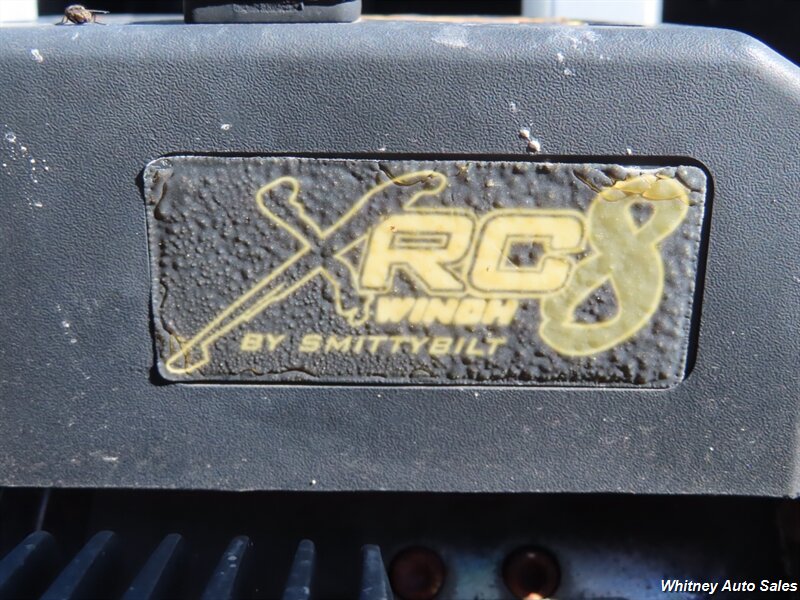 XRC8
WINCH
BY SMITTYBILT
Whitney Auto Sales